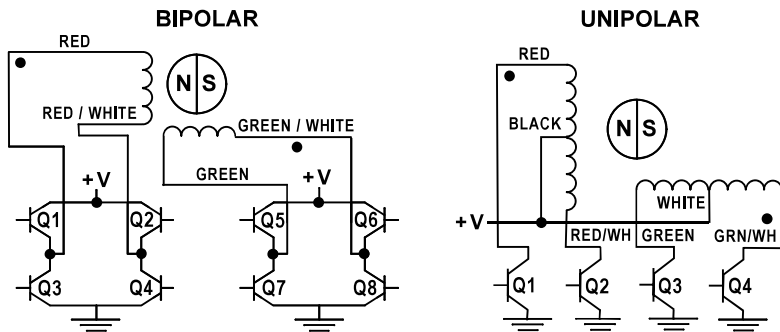 BIPOLAR
RED
N S
RED / WHITE
GREEN / WHITE
GREEN
+V
+V
Q1 Q2 Q5 Q6
Q3 Q4 Q7 Q8
UNIPOLAR
RED
BLACK
N S
WHITE
+V
RED/WH GREEN GRN/WH
Q1 Q2 Q3 Q4